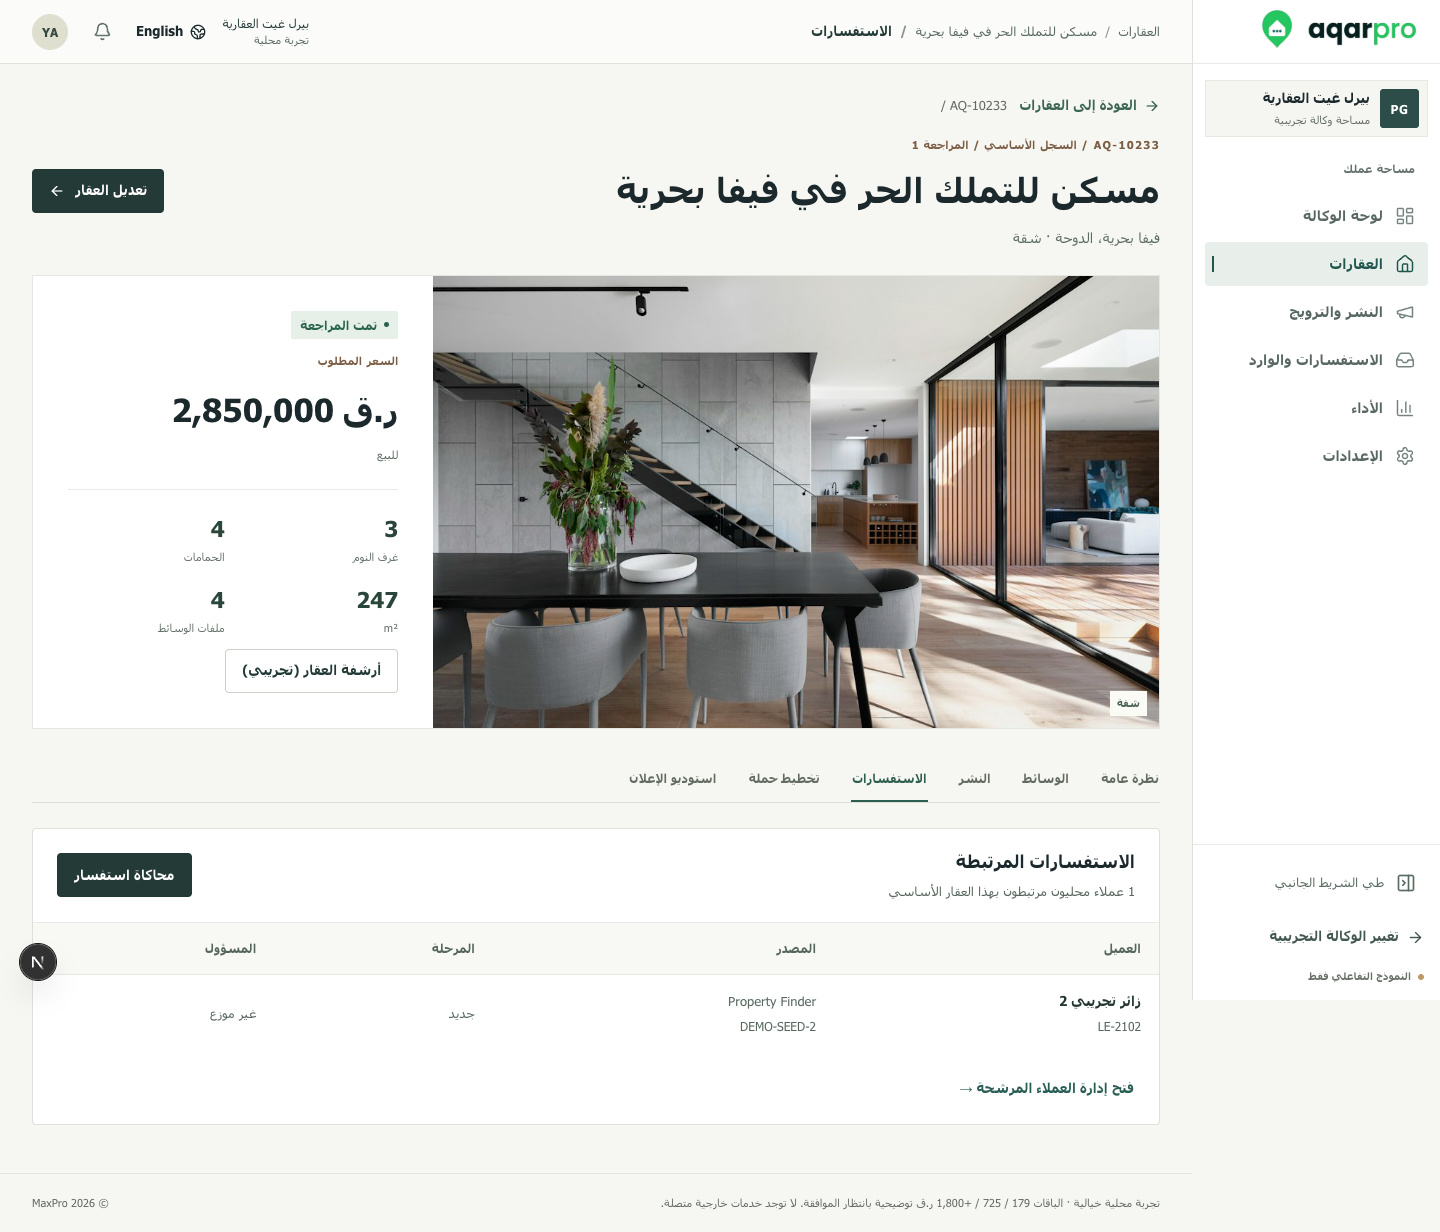 aqarpro
PG
بيرل غيت العقارية
مساحة وكالة تجريبية
مساحة عملك
لوحة الوكالة
العقارات
النشر والترويج
الاستفسارات والوارد
الأداء
الإعدادات
طي الشريط الجانبي
تغيير الوكالة التجريبية
النموذج التفاعلي فقط
العقارات / مسكن للتملك الحر في فيفا بحرية / الاستفسارات
بيرل غيت العقارية
تجربة محلية
English
YA
العودة إلى العقارات
AQ-10233 /
AQ-10233 / السجل الأساسي / المراجعة 1
مسكن للتملك الحر في فيفا بحرية
تعديل العقار
فيفا بحرية، الدوحة · شقة
شقة
تمت المراجعة
السعر المطلوب
ر.ق 2,850,000
للبيع
3
غرف النوم
4
الحمامات
247
m²
4
ملفات الوسائط
أرشفة العقار (تجريبي)
نظرة عامة
الوسائط
النشر
الاستفسارات
تخطيط حملة
استوديو الإعلان
الاستفسارات المرتبطة
1 عملاء محليون مرتبطون بهذا العقار الأساسي
محاكاة استفسار
العميل
المصدر
المرحلة
المسؤول
زائر تجريبي 2
LE-2102
Property Finder
DEMO-SEED-2
جديد
غير موزع
فتح إدارة العملاء المرشحة →
N
تجربة محلية خيالية · الباقات 179 / 725 / +1,800 ر.ق توضيحية بانتظار الموافقة. لا توجد خدمات خارجية متصلة.
© 2026 MaxPro